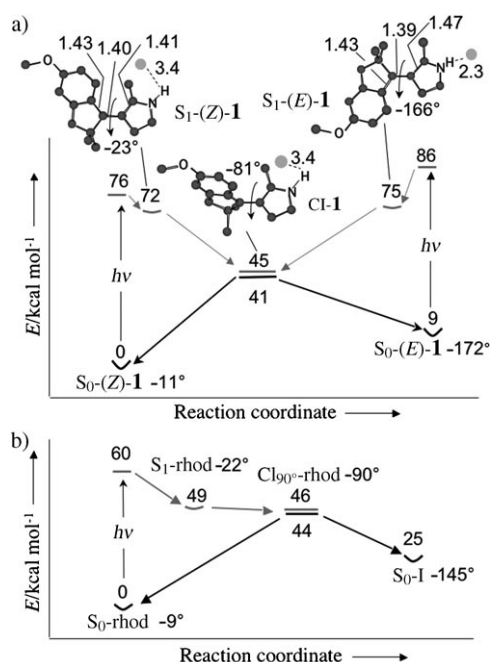 a)
1.43
1.40
1.41
3.4
O
N
H
-23°
S₁-(Z)-1
1.43
1.39
1.47
H
N
2.3
O
-166°
S₁-(E)-1
O
-81°
3.4
H
N
CI-1
76
72
75
86
hν
hν
45
41
0
9
S₀-(Z)-1 -11°
S₀-(E)-1 -172°
E/kcal mol⁻¹
Reaction coordinate
b)
60
S₁-rhod -22°
49
Cl₉₀°-rhod -90°
46
44
hν
25
S₀-I -145°
0
S₀-rhod -9°
E/kcal mol⁻¹
Reaction coordinate